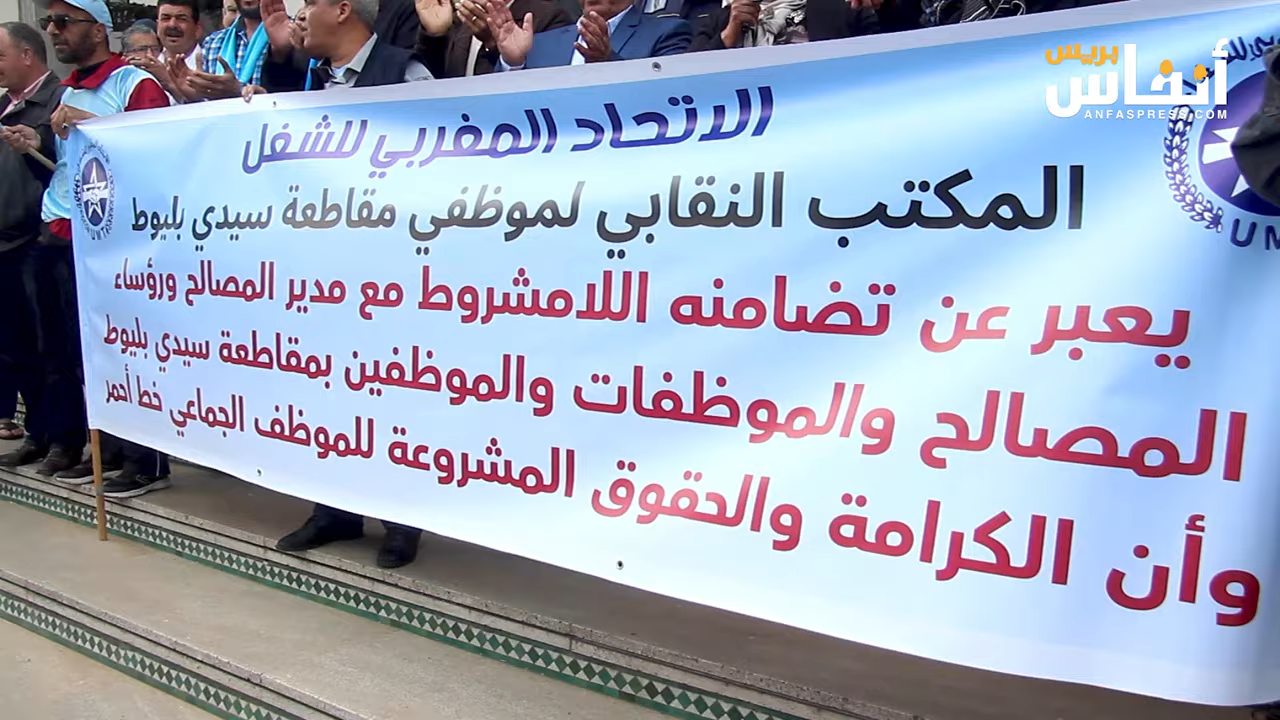 أنفاس بريس
ANFASPRESS.COM
الاتحاد المغربي للشغل
المكتب النقابي لموظفي مقاطعة سيدي بليوط
يعبر عن تضامنه اللامشروط مع مدير المصالح ورؤساء
المصالح والموظفات والموظفين بمقاطعة سيدي بليوط
وأن الكرامة والحقوق المشروعة للموظف الجماعي خط أحمر